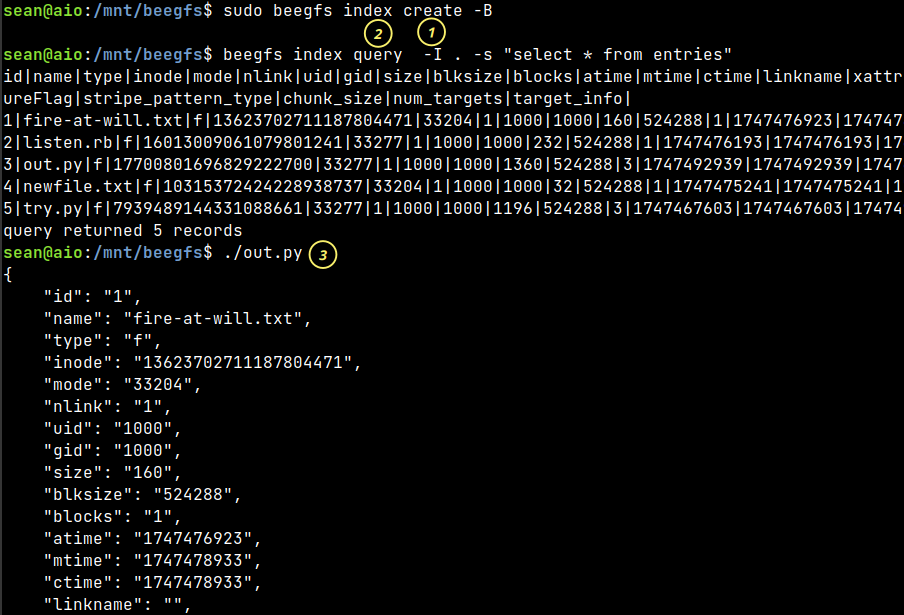 sean@aio:/mnt/beegfs$ sudo beegfs index create -B
2 1
sean@aio:/mnt/beegfs$ beegfs index query  -I . -s "select * from entries"
id|name|type|inode|mode|nlink|uid|gid|size|blksize|blocks|atime|mtime|ctime|linkname|xattr
ureFlag|stripe_pattern_type|chunk_size|num_targets|target_info|
1|fire-at-will.txt|f|13623702711187804471|33204|1|1000|1000|160|524288|1|1747476923|174747
2|listen.rb|f|16013009061079801241|33277|1|1000|1000|232|524288|1|1747476193|1747476193|17
3|out.py|f|17700801696829222700|33277|1|1000|1000|1360|524288|3|1747492939|1747492939|1747
4|newfile.txt|f|10315372424228938737|33204|1|1000|1000|32|524288|1|1747475241|1747475241|1
5|try.py|f|7939489144331088661|33277|1|1000|1000|1196|524288|3|1747467603|1747467603|17474
query returned 5 records
sean@aio:/mnt/beegfs$ ./out.py 3
{
    "id": "1",
    "name": "fire-at-will.txt",
    "type": "f",
    "inode": "13623702711187804471",
    "mode": "33204",
    "nlink": "1",
    "uid": "1000",
    "gid": "1000",
    "size": "160",
    "blksize": "524288",
    "blocks": "1",
    "atime": "1747476923",
    "mtime": "1747478933",
    "ctime": "1747478933",
    "linkname": "",